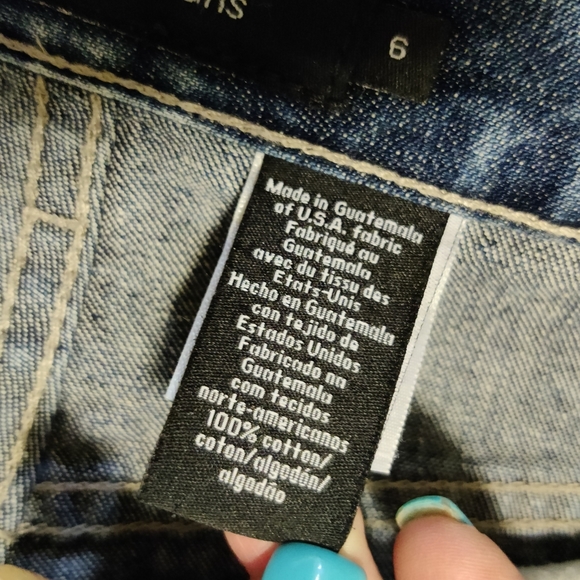 6
Made in Guatemala
of U.S.A. fabric
Fabriqué au
Guatemala
avec du tissu des
États-Unis
Hecho en Guatemala
con tejido de
Estados Unidos
Fabricado na
Guatemala
com tecidos
norte-americanos
100% cotton/
coton/algodón/
algodão